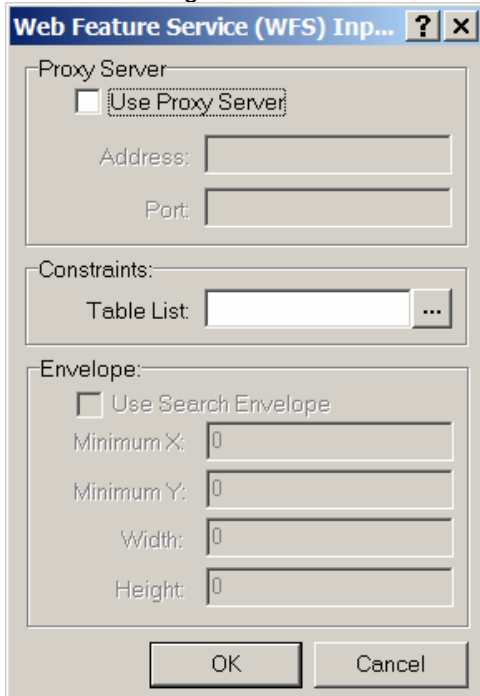 Web Feature Service (WFS) Inp... ? ×
Proxy Server
Use Proxy Server
Address:
Port:
Constraints:
Table List: ...
Envelope:
Use Search Envelope
Minimum X: 0
Minimum Y: 0
Width: 0
Height: 0
OK Cancel